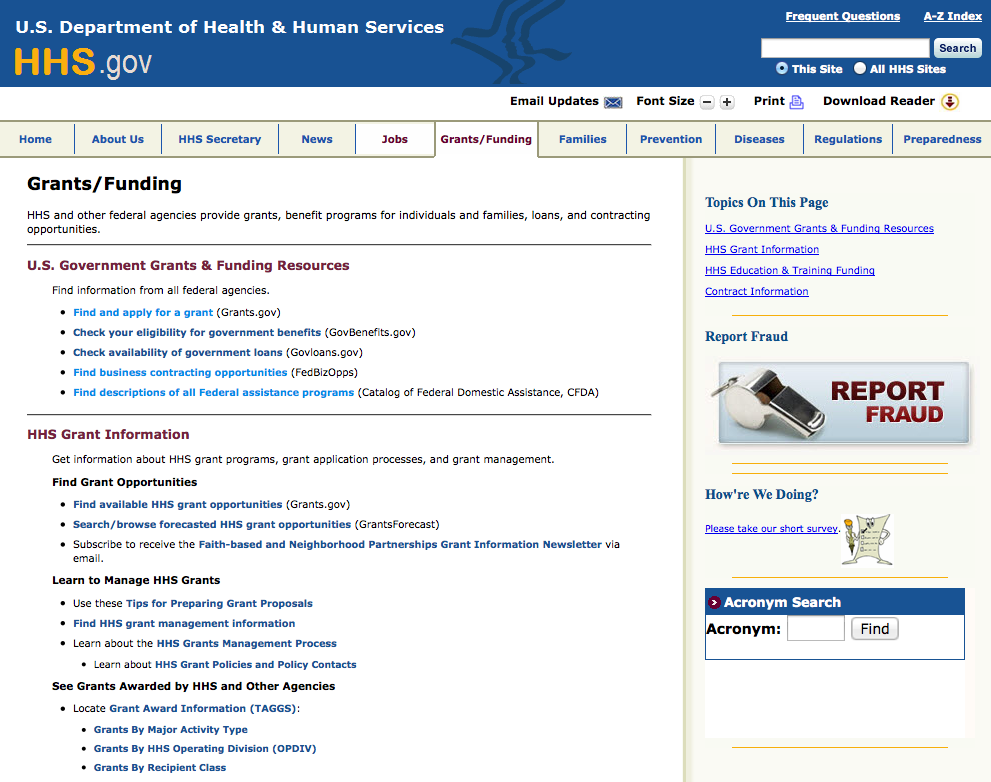 U.S. Department of Health & Human Services
HHS.gov
Frequent Questions
A-Z Index
Search
This Site
All HHS Sites
Email Updates
Font Size
Print
Download Reader
Home
About Us
HHS Secretary
News
Jobs
Grants/Funding
Families
Prevention
Diseases
Regulations
Preparedness
Grants/Funding
HHS and other federal agencies provide grants, benefit programs for individuals and families, loans, and contracting
opportunities.
U.S. Government Grants & Funding Resources
Find information from all federal agencies.
Find and apply for a grant (Grants.gov)
Check your eligibility for government benefits (GovBenefits.gov)
Check availability of government loans (Govloans.gov)
Find business contracting opportunities (FedBizOpps)
Find descriptions of all Federal assistance programs (Catalog of Federal Domestic Assistance, CFDA)
HHS Grant Information
Get information about HHS grant programs, grant application processes, and grant management.
Find Grant Opportunities
Find available HHS grant opportunities (Grants.gov)
Search/browse forecasted HHS grant opportunities (GrantsForecast)
Subscribe to receive the Faith-based and Neighborhood Partnerships Grant Information Newsletter via
email.
Learn to Manage HHS Grants
Use these Tips for Preparing Grant Proposals
Find HHS grant management information
Learn about the HHS Grants Management Process
Learn about HHS Grant Policies and Policy Contacts
See Grants Awarded by HHS and Other Agencies
Locate Grant Award Information (TAGGS):
Grants By Major Activity Type
Grants By HHS Operating Division (OPDIV)
Grants By Recipient Class
Topics On This Page
U.S. Government Grants & Funding Resources
HHS Grant Information
HHS Education & Training Funding
Contract Information
Report Fraud
REPORT
FRAUD
How're We Doing?
Please take our short survey.
Acronym Search
Acronym:
Find